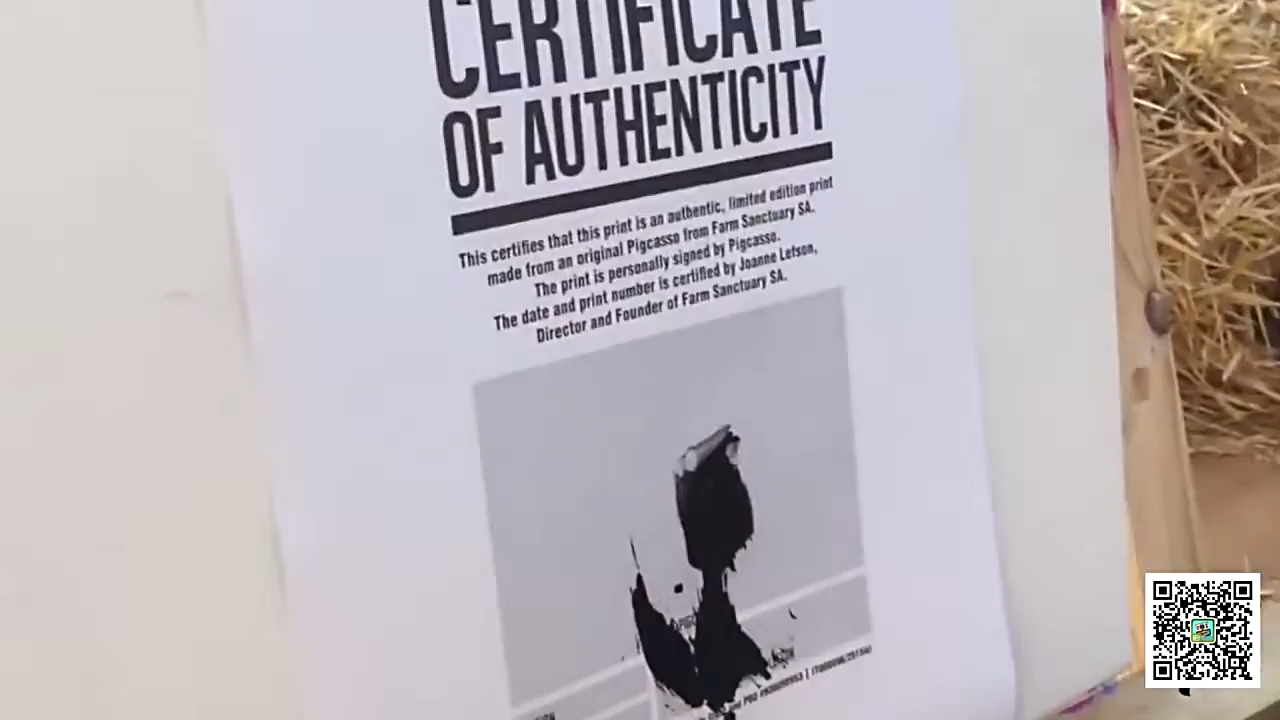 CERTIFICATE
OF AUTHENTICITY
This certifies that this print is an authentic, limited edition print
made from an original Pigcasso from Farm Sanctuary SA.
The print is personally signed by Pigcasso.
The date and print number is certified by Joanne Lefson,
Director and Founder of Farm Sanctuary SA.